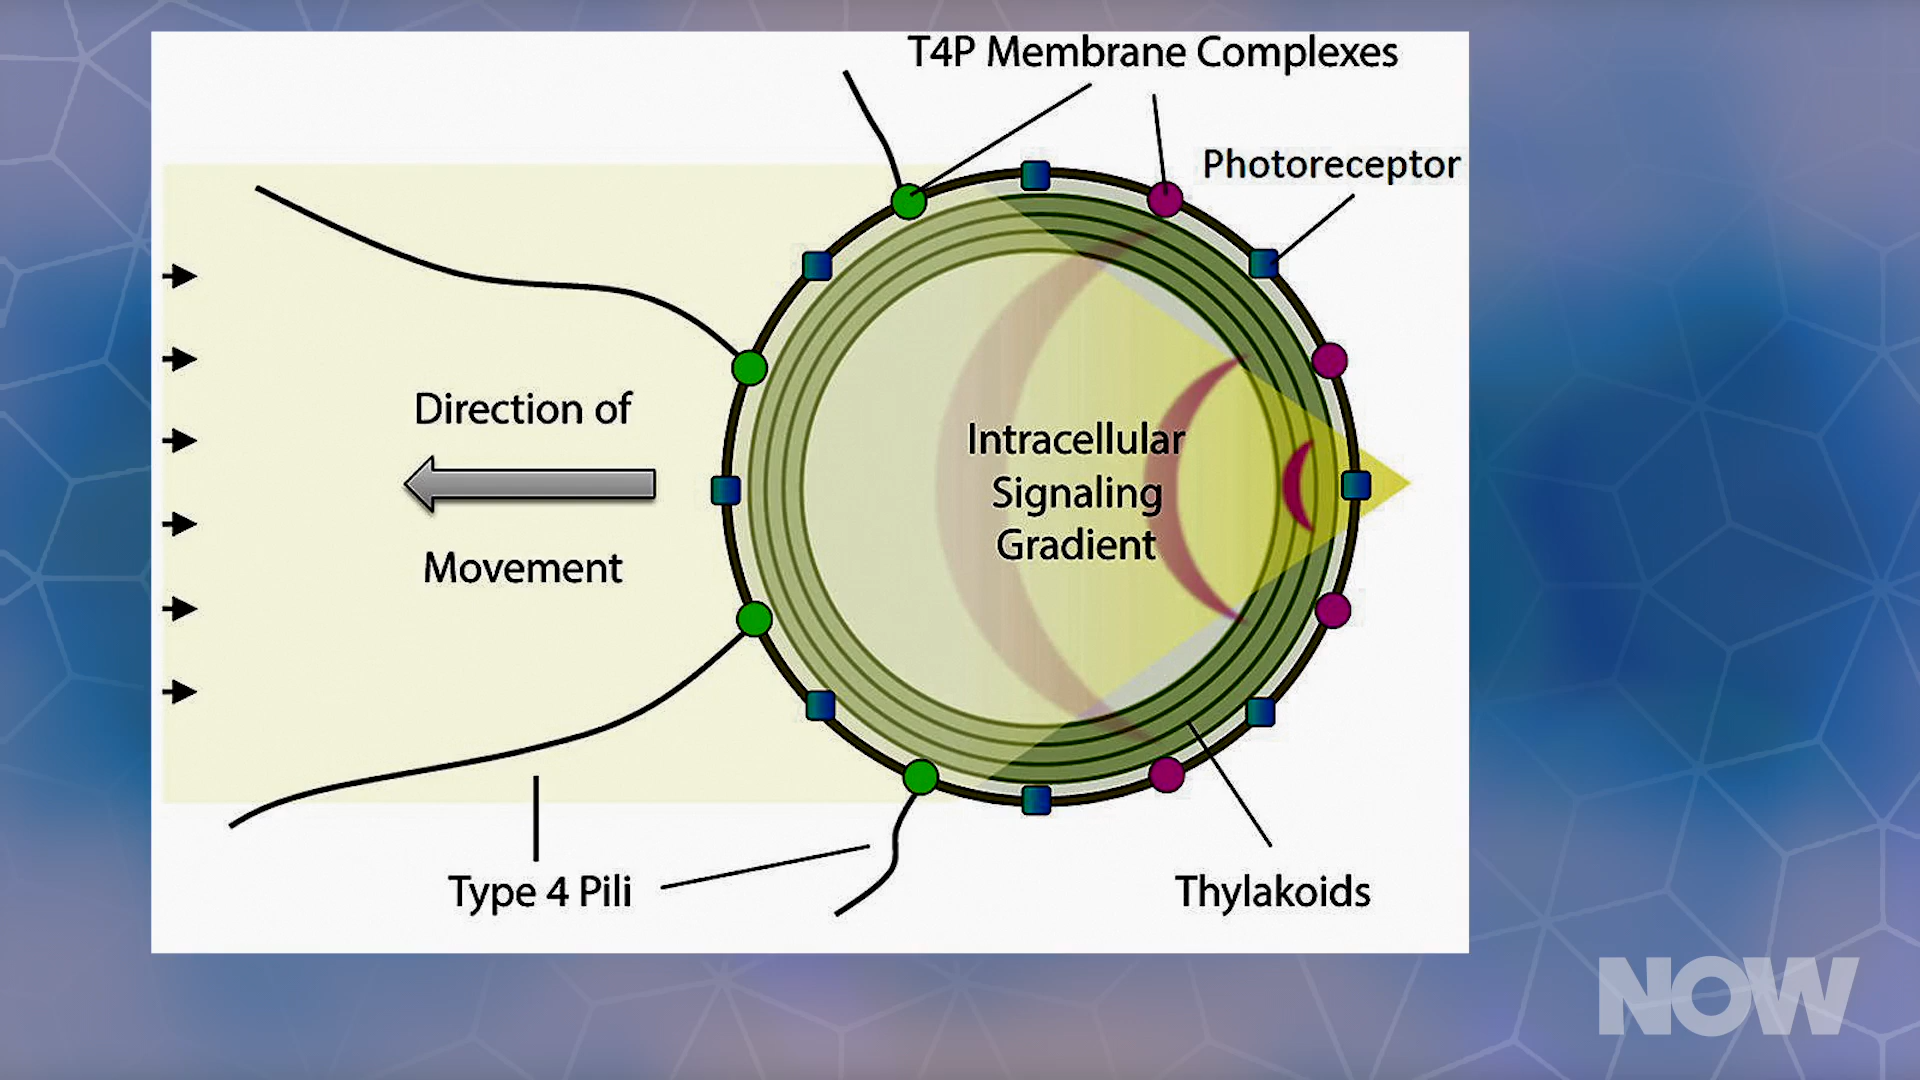 T4P Membrane Complexes
Photoreceptor
Direction of
Movement
Intracellular
Signaling
Gradient
Type 4 Pili
Thylakoids
NOW